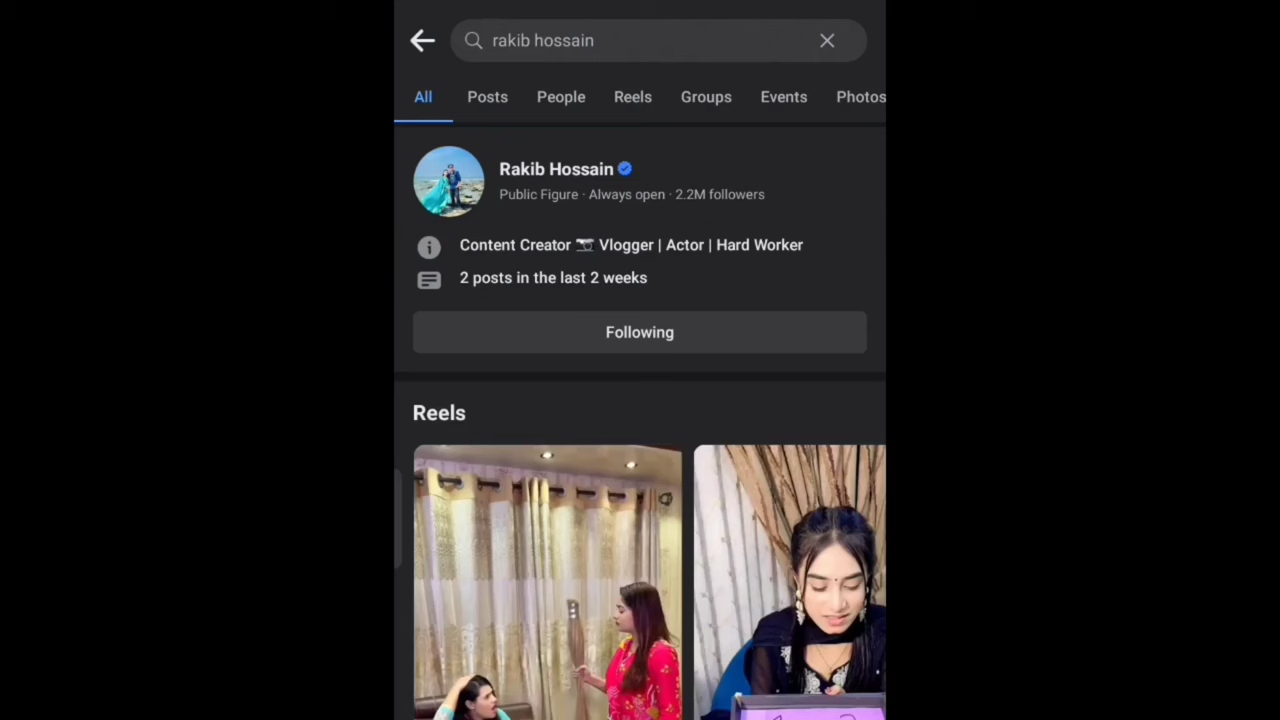 rakib hossain
All Posts People Reels Groups Events Photos
Rakib Hossain
Public Figure · Always open · 2.2M followers
Content Creator 📷 Vlogger | Actor | Hard Worker
2 posts in the last 2 weeks
Following
Reels